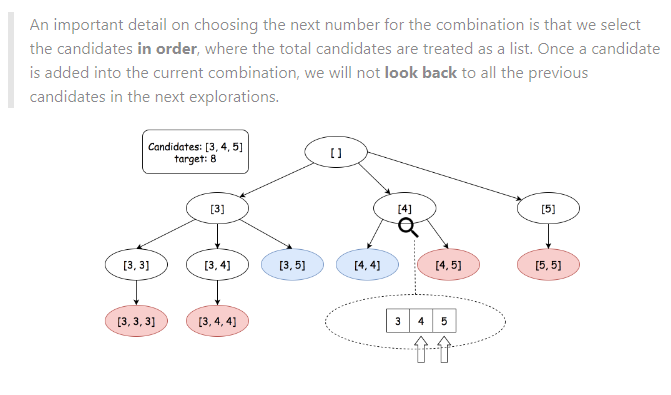 An important detail on choosing the next number for the combination is that we select
the candidates in order, where the total candidates are treated as a list. Once a candidate
is added into the current combination, we will not look back to all the previous
candidates in the next explorations.
Candidates: [3, 4, 5]
target: 8
[ ]
[3]
[4]
[5]
[3, 3]
[3, 4]
[3, 5]
[4, 4]
[4, 5]
[5, 5]
[3, 3, 3]
[3, 4, 4]
3 4 5